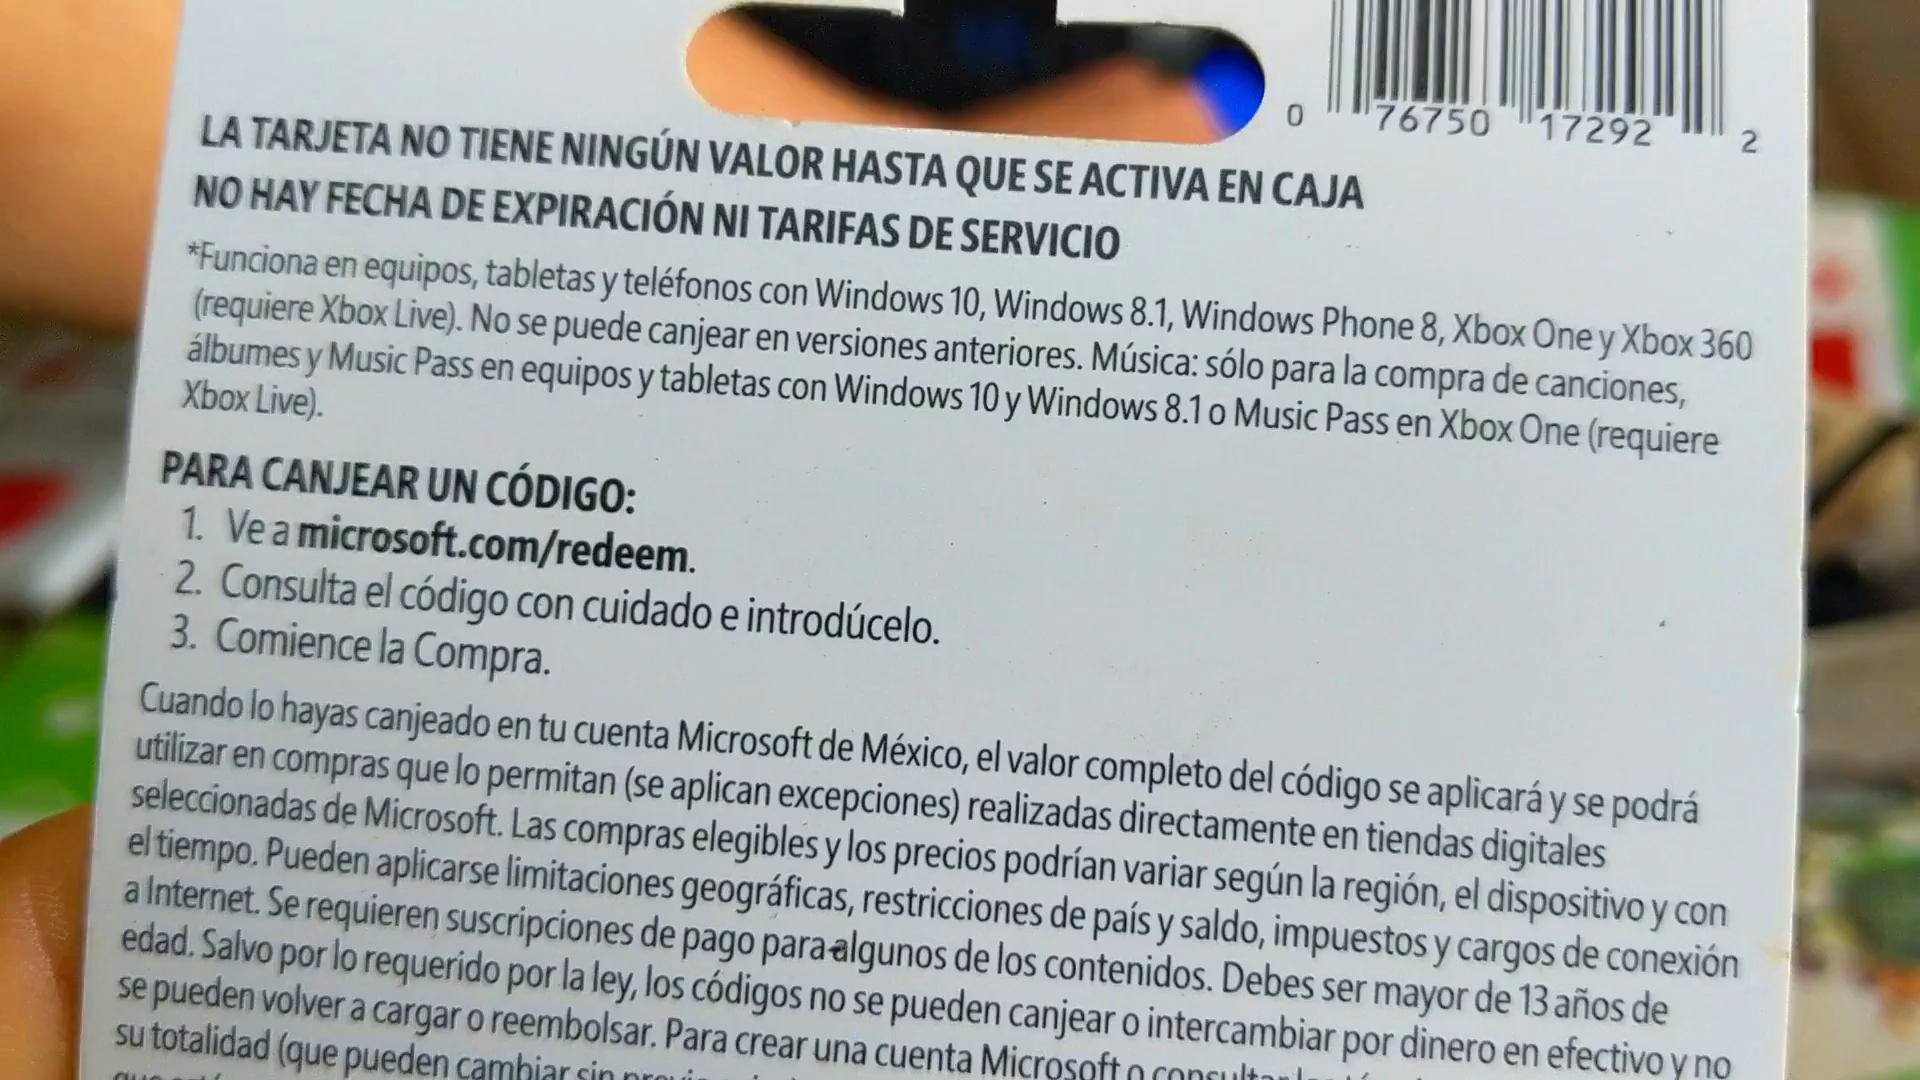 0 76750 17292 2
LA TARJETA NO TIENE NINGÚN VALOR HASTA QUE SE ACTIVA EN CAJA
NO HAY FECHA DE EXPIRACIÓN NI TARIFAS DE SERVICIO
*Funciona en equipos, tabletas y teléfonos con Windows 10, Windows 8.1, Windows Phone 8, Xbox One y Xbox 360
(requiere Xbox Live). No se puede canjear en versiones anteriores. Música: sólo para la compra de canciones,
álbumes y Music Pass en equipos y tabletas con Windows 10 y Windows 8.1 o Music Pass en Xbox One (requiere
Xbox Live).
PARA CANJEAR UN CÓDIGO:
1. Ve a microsoft.com/redeem.
2. Consulta el código con cuidado e introdúcelo.
3. Comience la Compra.
Cuando lo hayas canjeado en tu cuenta Microsoft de México, el valor completo del código se aplicará y se podrá
utilizar en compras que lo permitan (se aplican excepciones) realizadas directamente en tiendas digitales
seleccionadas de Microsoft. Las compras elegibles y los precios podrían variar según la región, el dispositivo y con
el tiempo. Pueden aplicarse limitaciones geográficas, restricciones de país y saldo, impuestos y cargos de conexión
a Internet. Se requieren suscripciones de pago para algunos de los contenidos. Debes ser mayor de 13 años de
edad. Salvo por lo requerido por la ley, los códigos no se pueden canjear o intercambiar por dinero en efectivo y no
se pueden volver a cargar o reembolsar. Para crear una cuenta Microsoft o
su totalidad (que pueden cambiar sin